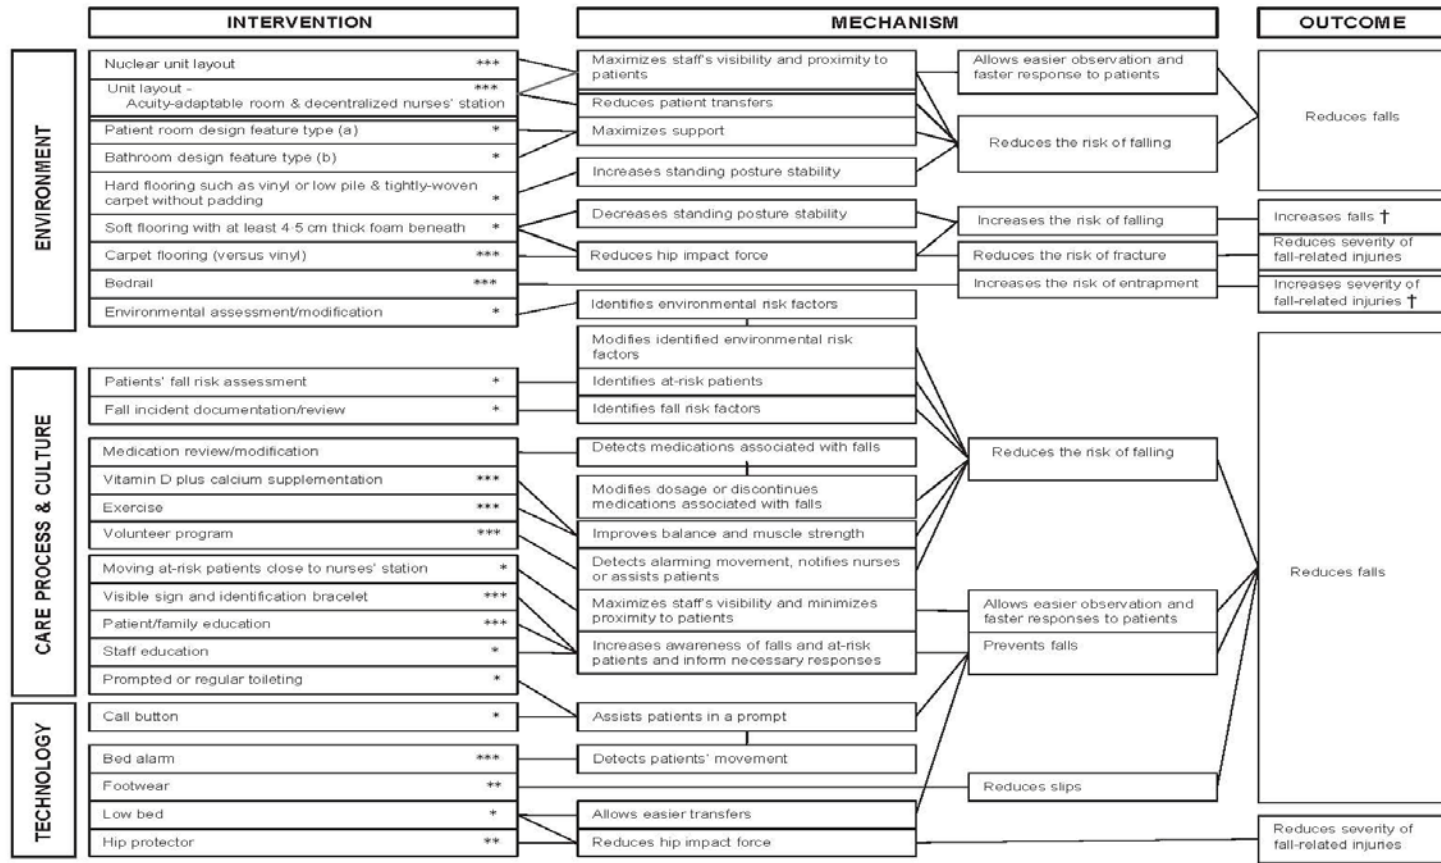 INTERVENTION
MECHANISM
OUTCOME
ENVIRONMENT
Nuclear unit layout ***
Unit layout - ***
Acuity-adaptable room & decentralized nurses' station
Patient room design feature type (a) *
Bathroom design feature type (b) *
Hard flooring such as vinyl or low pile & tightly-woven
carpet without padding *
Soft flooring with at least 4-5 cm thick foam beneath *
Carpet flooring (versus vinyl) ***
Bedrail ***
Environmental assessment/modification *
Maximizes staff's visibility and proximity to
patients
Reduces patient transfers
Maximizes support
Increases standing posture stability
Decreases standing posture stability
Reduces hip impact force
Identifies environmental risk factors
Modifies identified environmental risk
factors
Allows easier observation and
faster response to patients
Reduces the risk of falling
Increases the risk of falling
Reduces the risk of fracture
Increases the risk of entrapment
Reduces falls
Increases falls †
Reduces severity of
fall-related injuries
Increases severity of
fall-related injuries †
CARE PROCESS & CULTURE
Patients' fall risk assessment *
Fall incident documentation/review *
Medication review/modification
Vitamin D plus calcium supplementation ***
Exercise ***
Volunteer program ***
Moving at-risk patients close to nurses' station *
Visible sign and identification bracelet ***
Patient/family education ***
Staff education *
Prompted or regular toileting *
Identifies at-risk patients
Identifies fall risk factors
Detects medications associated with falls
Modifies dosage or discontinues
medications associated with falls
Improves balance and muscle strength
Detects alarming movement, notifies nurses
or assists patients
Maximizes staff's visibility and minimizes
proximity to patients
Increases awareness of falls and at-risk
patients and inform necessary responses
Reduces the risk of falling
Allows easier observation and
faster responses to patients
Prevents falls
Reduces falls
TECHNOLOGY
Call button *
Bed alarm ***
Footwear **
Low bed *
Hip protector **
Assists patients in a prompt
Detects patients' movement
Allows easier transfers
Reduces hip impact force
Reduces slips
Reduces severity of
fall-related injuries